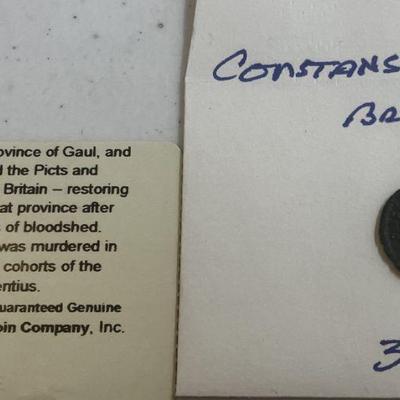 ovince of Gaul, and
the Picts and
Britain – restoring
at province after
of bloodshed.
was murdered in
cohorts of the
entius.
uaranteed Genuine
oin Company, Inc.
CONSTANS
BR
3